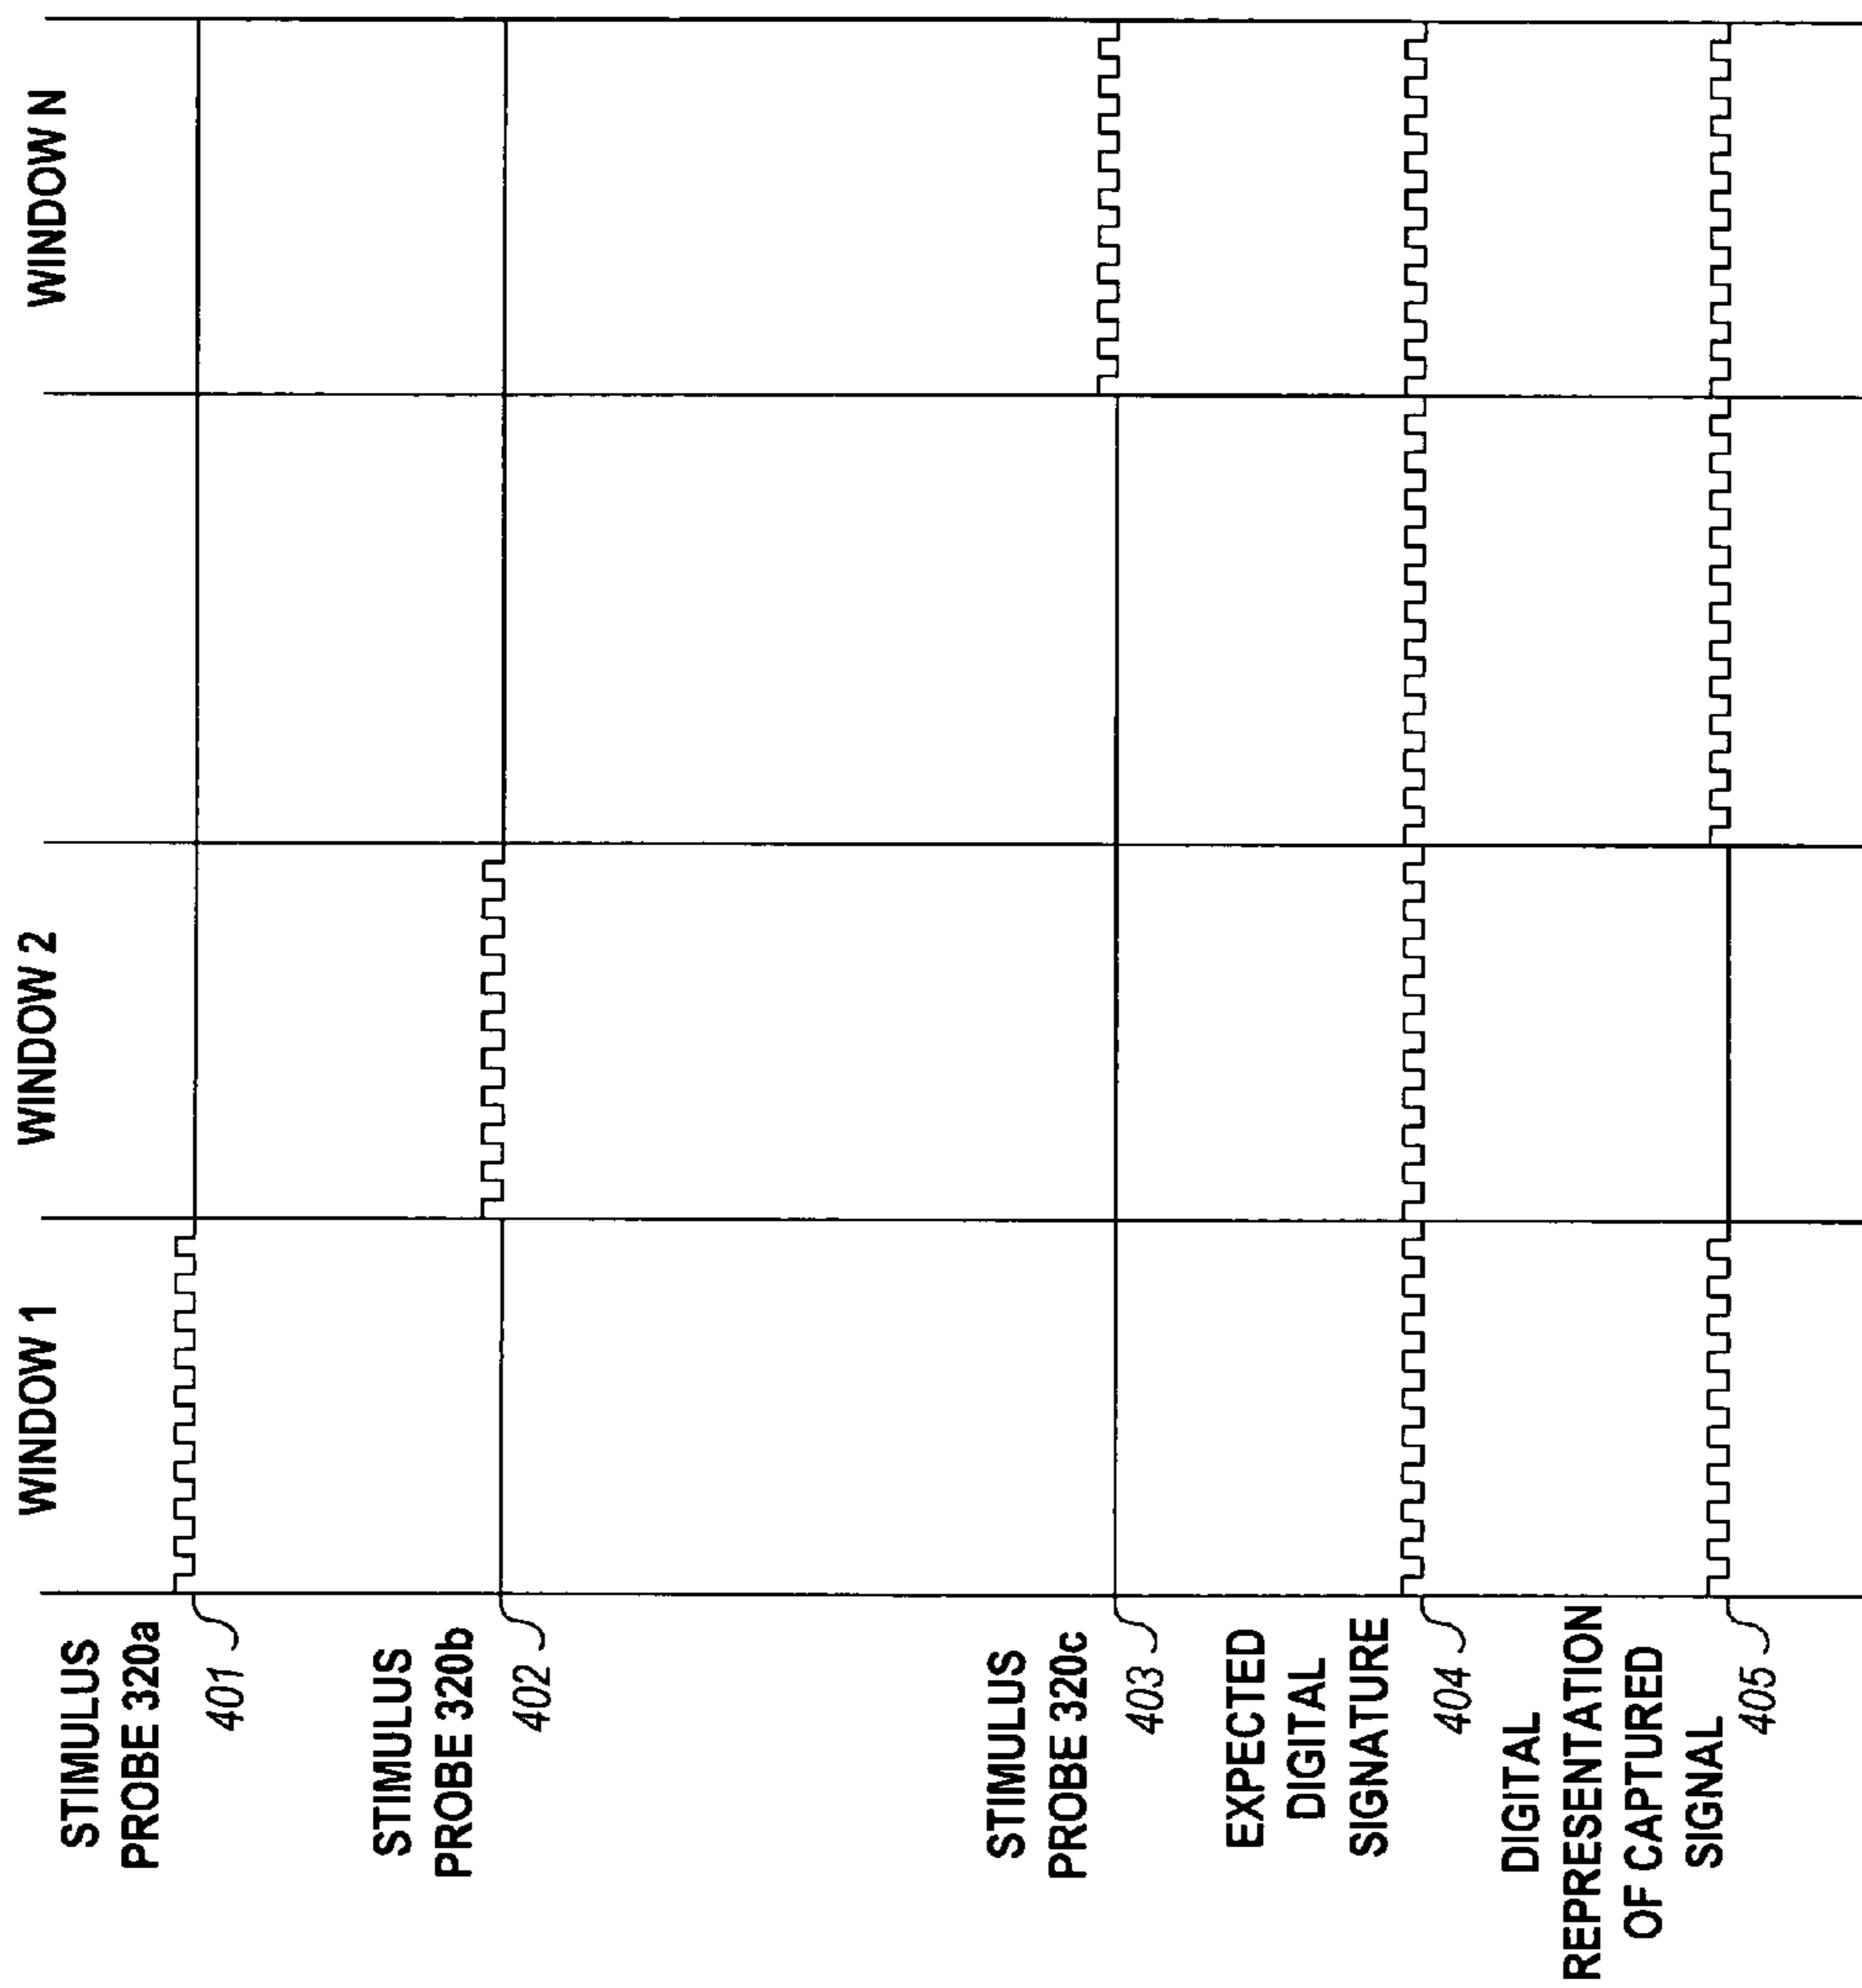 WINDOW 1
WINDOW 2
WINDOW N
STIMULUS
PROBE 320a
401
STIMULUS
PROBE 320b
402
STIMULUS
PROBE 320c
403
EXPECTED
DIGITAL
SIGNATURE
404
DIGITAL
REPRESENTATION
OF CAPTURED
SIGNAL
405